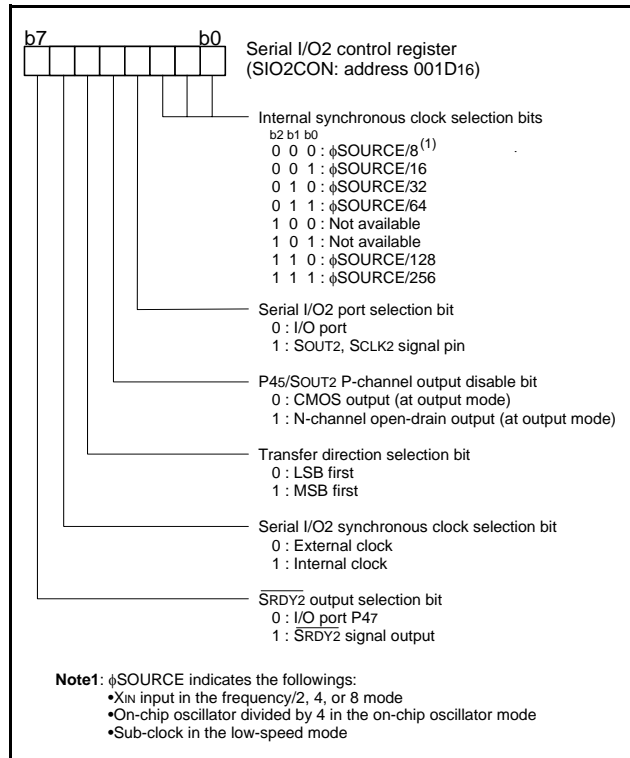 b7 b0
Serial I/O2 control register
(SIO2CON: address 001D16)
Internal synchronous clock selection bits
b2 b1 b0
0 0 0 : ϕSOURCE/8(1)
0 0 1 : ϕSOURCE/16
0 1 0 : ϕSOURCE/32
0 1 1 : ϕSOURCE/64
1 0 0 : Not available
1 0 1 : Not available
1 1 0 : ϕSOURCE/128
1 1 1 : ϕSOURCE/256
Serial I/O2 port selection bit
0 : I/O port
1 : SOUT2, SCLK2 signal pin
P45/SOUT2 P-channel output disable bit
0 : CMOS output (at output mode)
1 : N-channel open-drain output (at output mode)
Transfer direction selection bit
0 : LSB first
1 : MSB first
Serial I/O2 synchronous clock selection bit
0 : External clock
1 : Internal clock
SRDY2 output selection bit
0 : I/O port P47
1 : SRDY2 signal output
Note1: ϕSOURCE indicates the followings:
•XIN input in the frequency/2, 4, or 8 mode
•On-chip oscillator divided by 4 in the on-chip oscillator mode
•Sub-clock in the low-speed mode